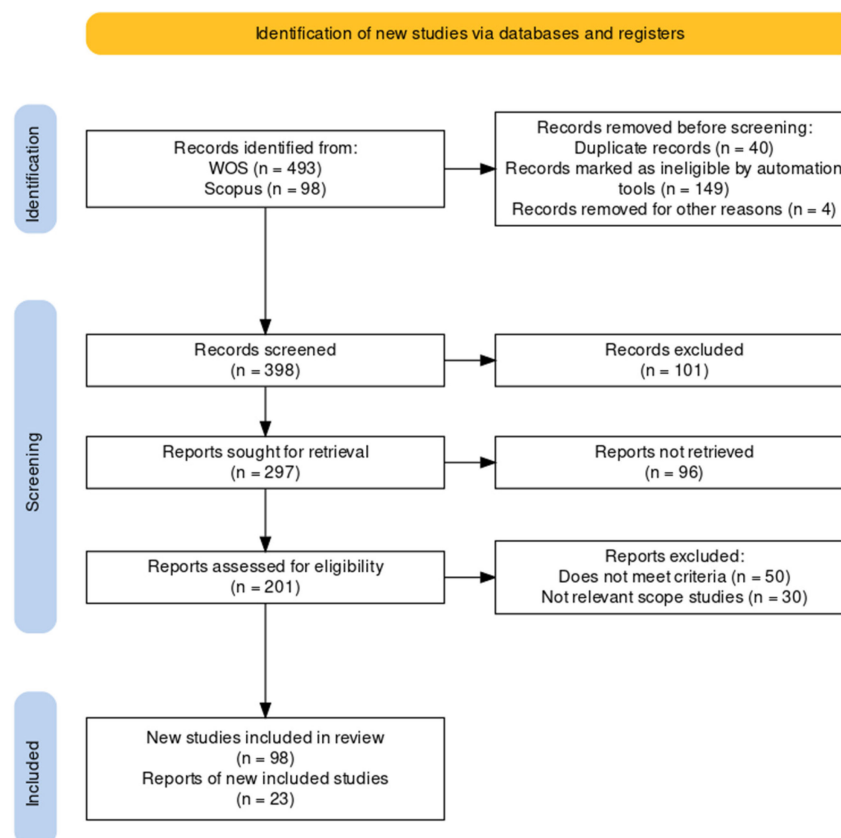 Identification of new studies via databases and registers
Identification
Records identified from:
WOS (n = 493)
Scopus (n = 98)
Records removed before screening:
Duplicate records (n = 40)
Records marked as ineligible by automation
tools (n = 149)
Records removed for other reasons (n = 4)
Screening
Records screened
(n = 398)
Records excluded
(n = 101)
Reports sought for retrieval
(n = 297)
Reports not retrieved
(n = 96)
Reports assessed for eligibility
(n = 201)
Reports excluded:
Does not meet criteria (n = 50)
Not relevant scope studies (n = 30)
Included
New studies included in review
(n = 98)
Reports of new included studies
(n = 23)